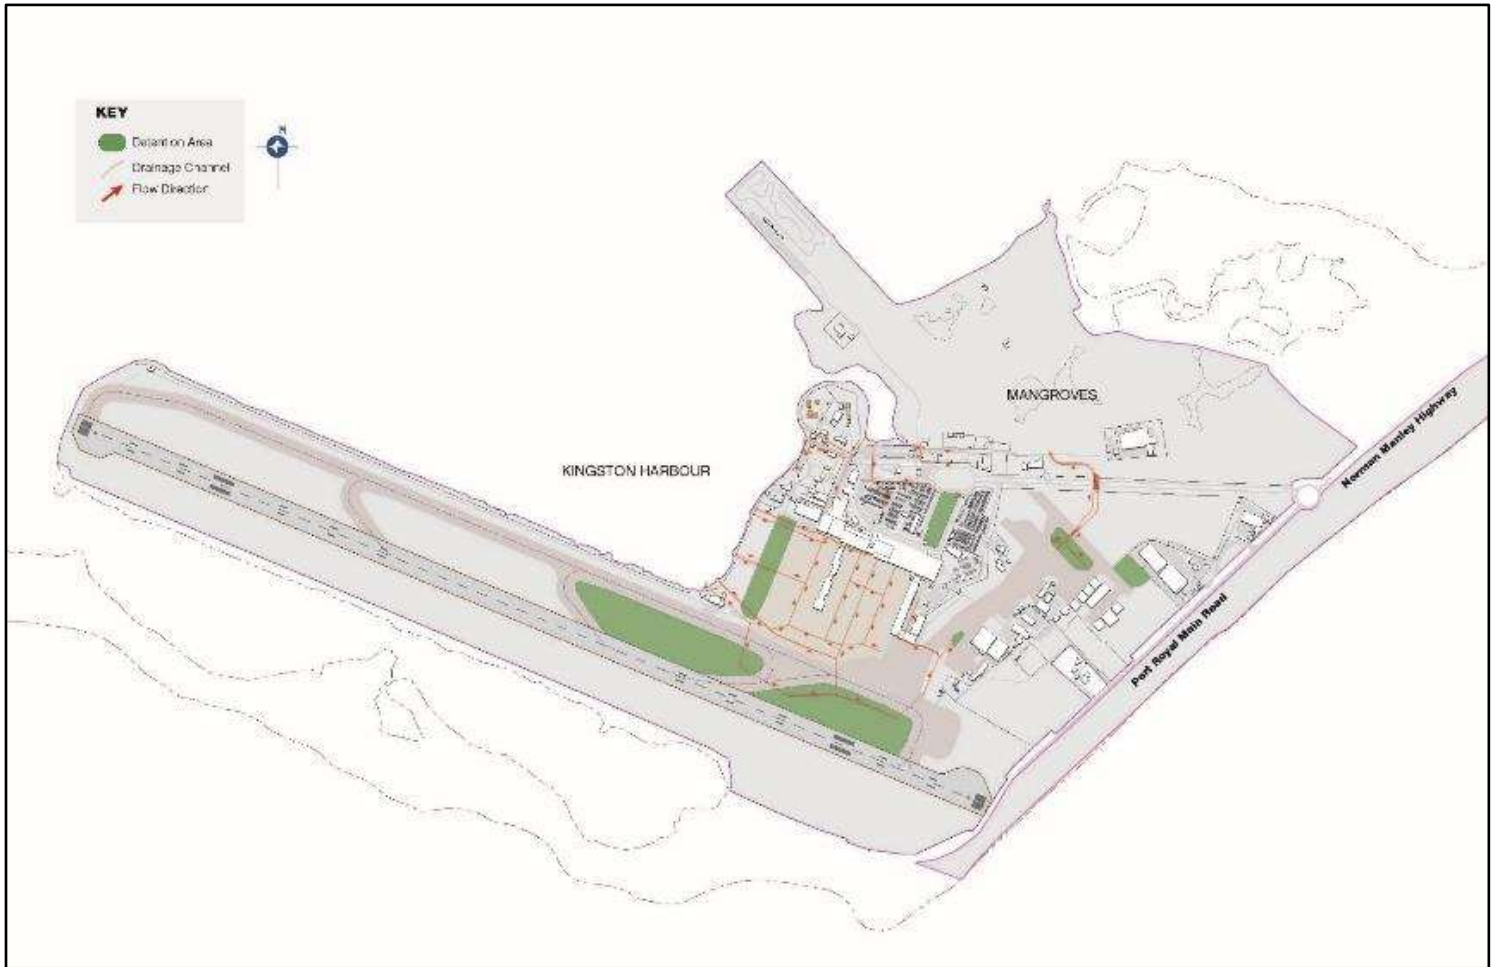 KEY
Detention Area
Drainage Channel
Flow Direction
N
MANGROVES
KINGSTON HARBOUR
Norman Manley Highway
Port Royal Main Road